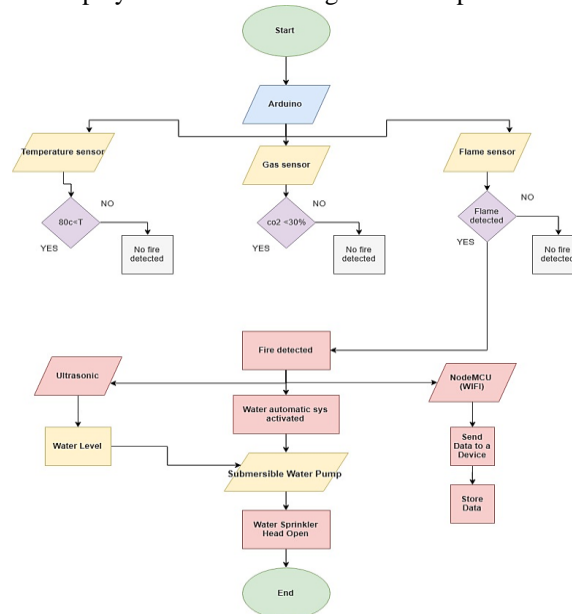 Start
Arduino
Temperature sensor
Gas sensor
Flame sensor
80c<T
NO
YES
No fire
detected
co2 <30%
NO
YES
No fire
detected
Flame
detected
NO
YES
No fire
detected
Fire detected
Ultrasonic
NodeMCU
(WIFI)
Water automatic sys
activated
Water Level
Send
Data to a
Device
Submersible Water Pump
Store
Data
Water Sprinkler
Head Open
End